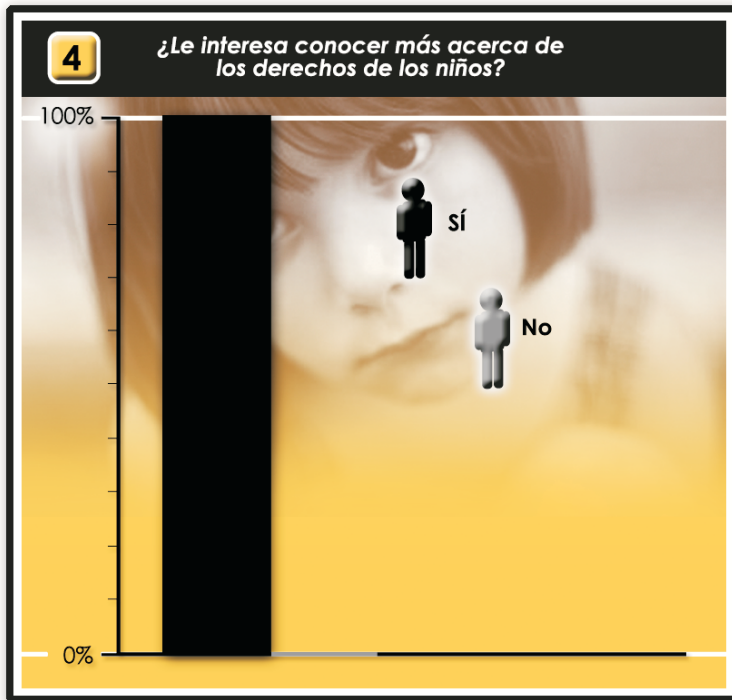 4
¿Le interesa conocer más acerca de
los derechos de los niños?
100%
SÍ
No
0%